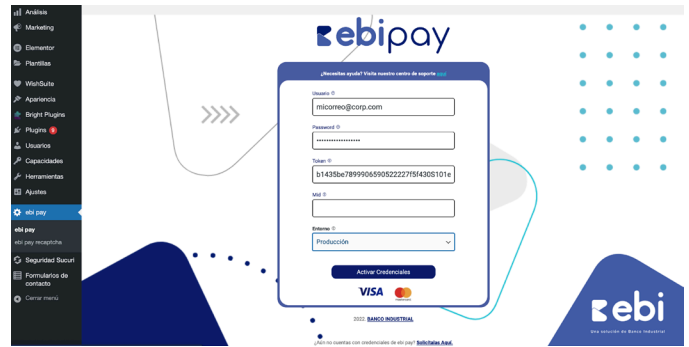 Análisis
Marketing
Elementor
Plantillas
WishSuite
Apariencia
Bright Plugins
Plugins
Usuarios
Capacidades
Herramientas
Ajustes
ebi pay
ebi pay
ebi pay recaptcha
Seguridad Sucuri
Formularios de
contacto
Cerrar menú
ebipay
¿Necesitas ayuda? Visita nuestro centro de soporte aquí
Usuario
micorreo@corp.com
Password
Token
b1435be7899906590522227f5f430S101e
Mid
Entorno
Producción
Activar Credenciales
VISA
2022. BANCO INDUSTRIAL
¿Aún no cuentas con credenciales de ebi pay? Solicítalas Aquí.
ebi
Una solución de Banco Industrial